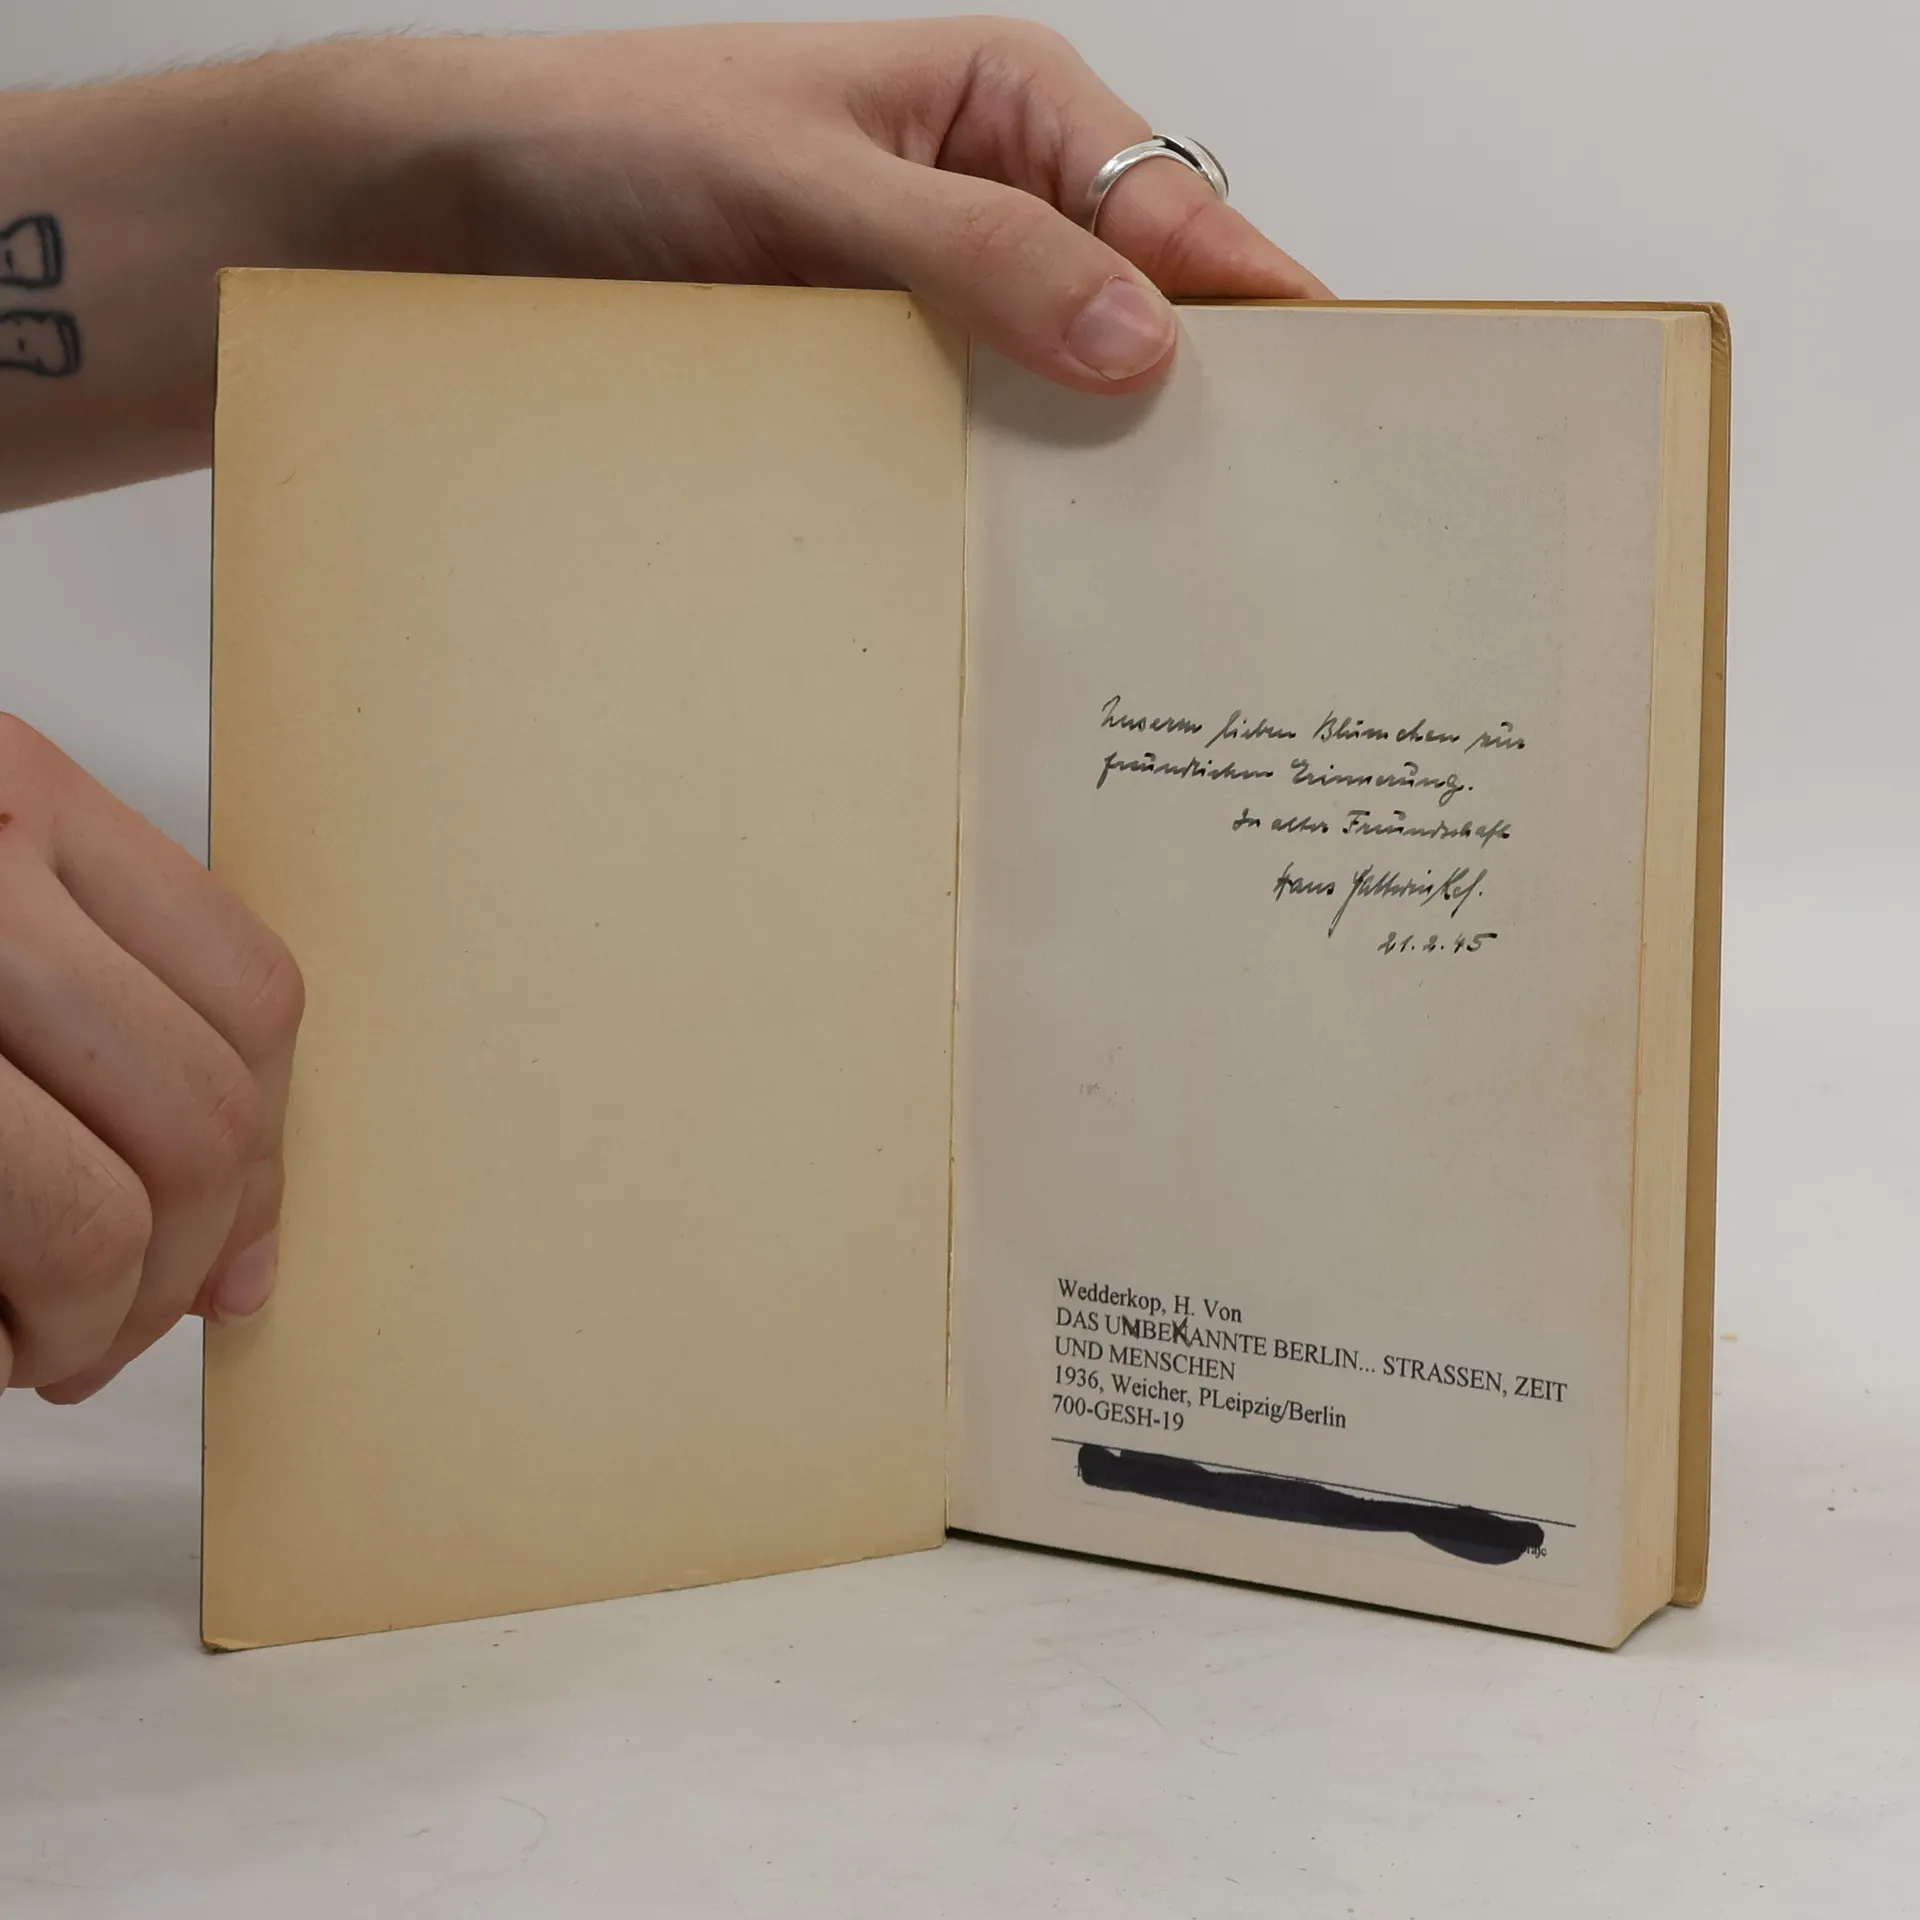 Unserm lieben Blümchen zur
freundlichen Erinnerung.
In alter Freundschaft
Hans
21.2.45
Wedderkop, H. Von
DAS UNBEKANNTE BERLIN... STRASSEN, ZEIT
UND MENSCHEN
1936, Weicher, PLeipzig/Berlin
700-GESH-19